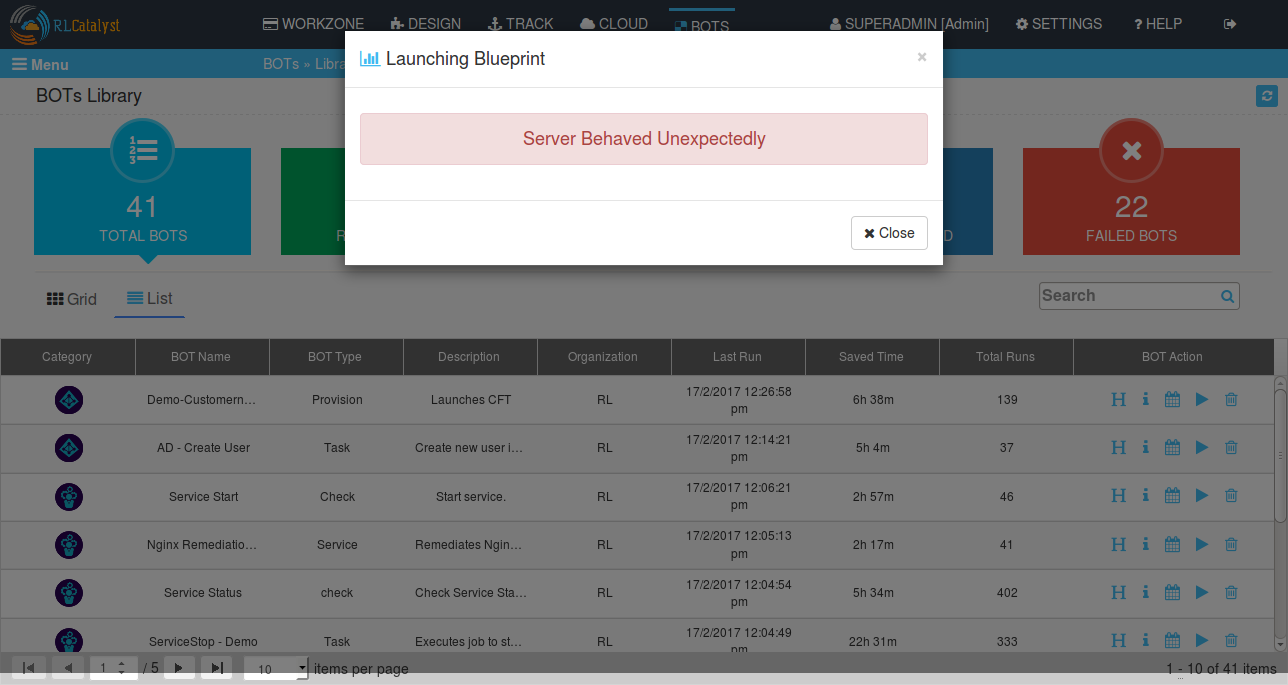 RLCatalyst
WORKZONE DESIGN TRACK CLOUD BOTS SUPERADMIN [Admin] SETTINGS ? HELP
Launching Blueprint ×
Menu BOTs » Libra
BOTs Library
Server Behaved Unexpectedly
1
2
3
41 22
TOTAL BOTS R D FAILED BOTS
Close
Grid List Search
Category BOT Name BOT Type Description Organization Last Run Saved Time Total Runs BOT Action
Demo-Customern… Provision Launches CFT RL 17/2/2017 12:26:58 pm 6h 38m 139 H i
AD - Create User Task Create new user i… RL 17/2/2017 12:14:21 pm 5h 4m 37 H i
Service Start Check Start service. RL 17/2/2017 12:06:21 pm 2h 57m 46 H i
Nginx Remediatio… Service Remediates Ngin… RL 17/2/2017 12:05:13 pm 2h 17m 41 H i
Service Status check Check Service Sta… RL 17/2/2017 12:04:54 pm 5h 34m 402 H i
ServiceStop - Demo Task Executes job to st… RL 17/2/2017 12:04:49 pm 22h 31m 333 H i
1 / 5 10 items per page 1 - 10 of 41 items